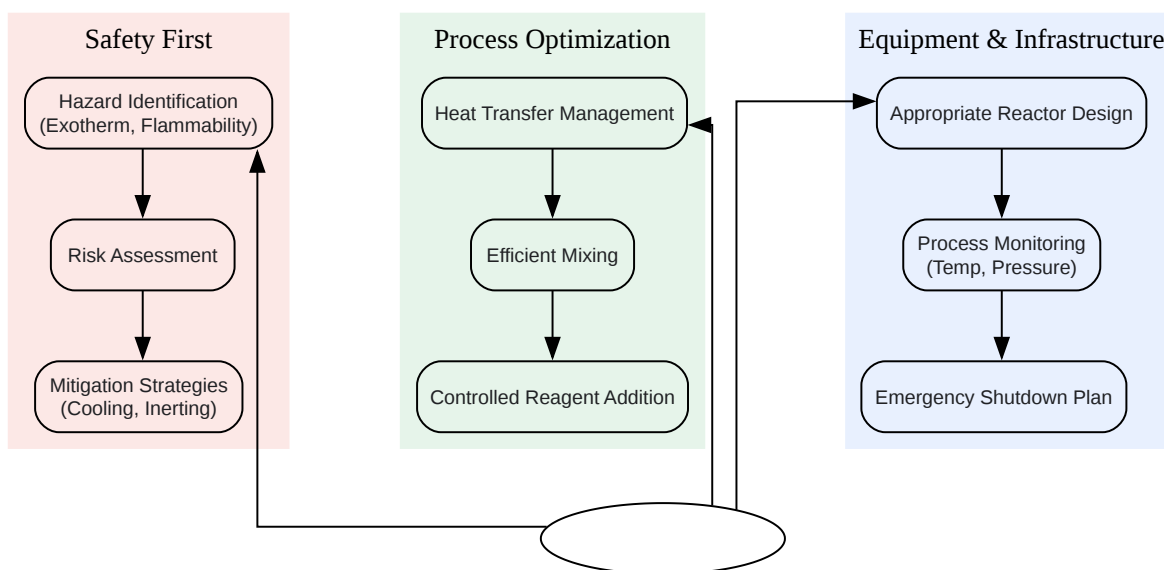 Safety First
Hazard Identification
(Exotherm, Flammability)
Risk Assessment
Mitigation Strategies
(Cooling, Inerting)
Process Optimization
Heat Transfer Management
Efficient Mixing
Controlled Reagent Addition
Equipment & Infrastructure
Appropriate Reactor Design
Process Monitoring
(Temp, Pressure)
Emergency Shutdown Plan